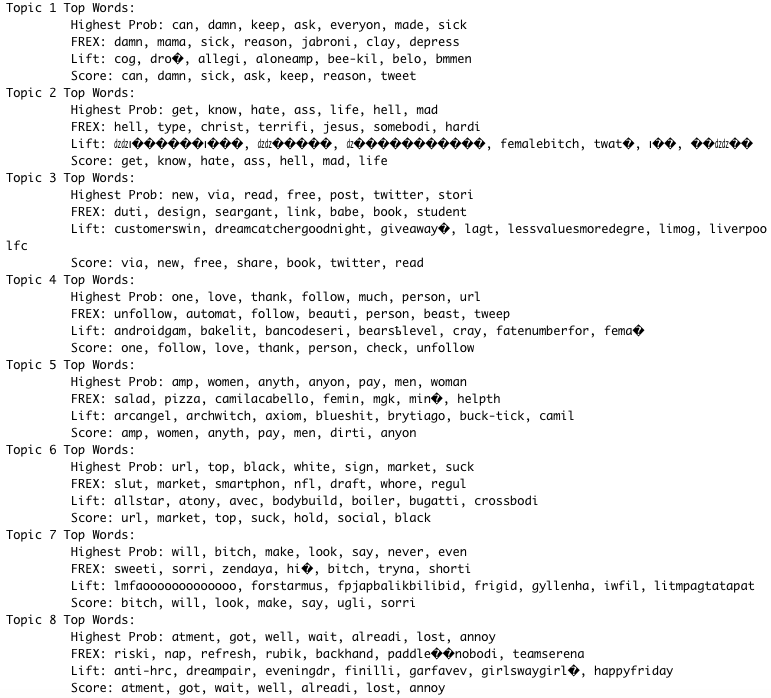 Topic 1 Top Words:
Highest Prob: can, damn, keep, ask, everyon, made, sick
FREX: damn, mama, sick, reason, jabroni, clay, depress
Lift: cog, dro�, allegi, aloneamp, bee-kil, belo, bmmen
Score: can, damn, sick, ask, keep, reason, tweet
Topic 2 Top Words:
Highest Prob: get, know, hate, ass, life, hell, mad
FREX: hell, type, christ, terrifi, jesus, somebodi, hardi
Lift: femalebitch, twat�
Score: get, know, hate, ass, hell, mad, life
Topic 3 Top Words:
Highest Prob: new, via, read, free, post, twitter, stori
FREX: duti, design, seargant, link, babe, book, student
Lift: customerswin, dreamcatchergoodnight, giveaway�, lagt, lessvaluesmoredegre, limog, liverpoo
lfc
Score: via, new, free, share, book, twitter, read
Topic 4 Top Words:
Highest Prob: one, love, thank, follow, much, person, url
FREX: unfollow, automat, follow, beauti, person, beast, tweep
Lift: androidgam, bakelit, bancodeseri, bearsѣlevel, cray, fatenumberfor, fema�
Score: one, follow, love, thank, person, check, unfollow
Topic 5 Top Words:
Highest Prob: amp, women, anyth, anyon, pay, men, woman
FREX: salad, pizza, camilacabello, femin, mgk, min�, helpth
Lift: arcangel, archwitch, axiom, blueshit, brytiago, buck-tick, camil
Score: amp, women, anyth, pay, men, dirti, anyon
Topic 6 Top Words:
Highest Prob: url, top, black, white, sign, market, suck
FREX: slut, market, smartphon, nfl, draft, whore, regul
Lift: allstar, atony, avec, bodybuild, boiler, bugatti, crossbodi
Score: url, market, top, suck, hold, social, black
Topic 7 Top Words:
Highest Prob: will, bitch, make, look, say, never, even
FREX: sweeti, sorri, zendaya, hi�, bitch, tryna, shorti
Lift: lmfaooooooooooooo, forstarmus, fpjapbalikbilibid, frigid, gyllenha, iwfil, litmpagtatapat
Score: bitch, will, look, make, say, ugli, sorri
Topic 8 Top Words:
Highest Prob: atment, got, well, wait, alreadi, lost, annoy
FREX: riski, nap, refresh, rubik, backhand, paddle��nobodi, teamserena
Lift: anti-hrc, dreampair, eveningdr, finilli, garfavev, girlswaygirl�, happyfriday
Score: atment, got, wait, well, alreadi, lost, annoy